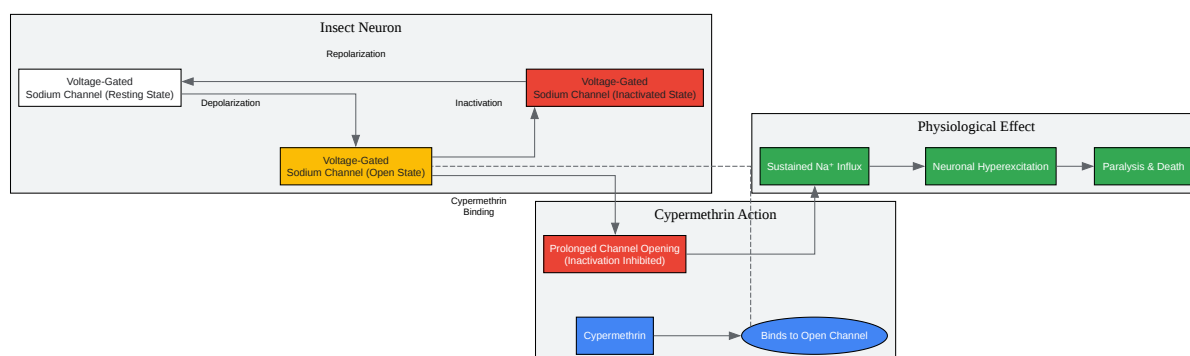 Insect Neuron
Repolarization
Voltage-Gated
Sodium Channel (Resting State)
Voltage-Gated
Sodium Channel (Inactivated State)
Depolarization
Inactivation
Voltage-Gated
Sodium Channel (Open State)
Cypermethrin
Binding
Physiological Effect
Sustained Na⁺ Influx
Neuronal Hyperexcitation
Paralysis & Death
Cypermethrin Action
Prolonged Channel Opening
(Inactivation Inhibited)
Cypermethrin
Binds to Open Channel